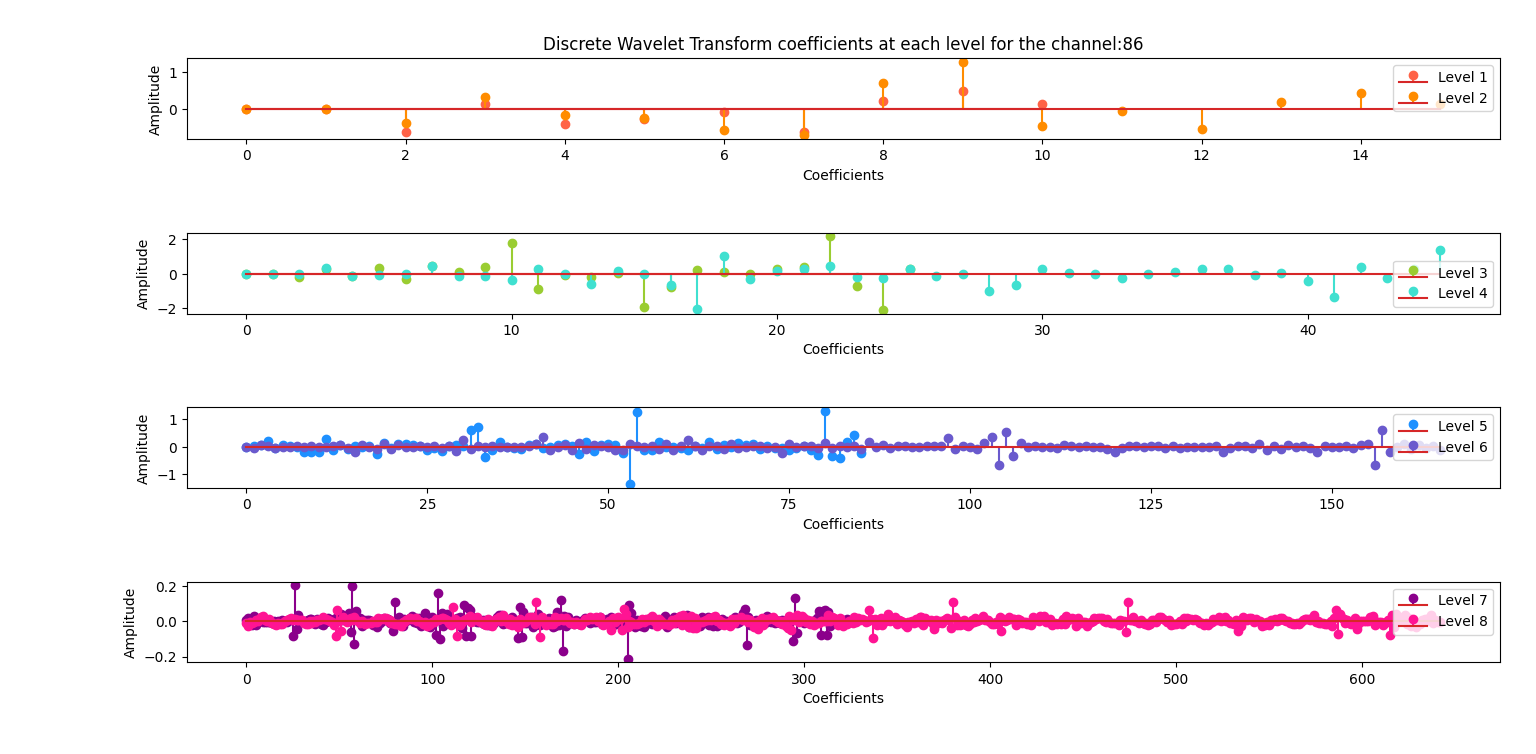 Discrete Wavelet Transform coefficients at each level for the channel:86
Amplitude
1
0
Level 1
Level 2
0 2 4 6 8 10 12 14
Coefficients
Amplitude
2
0
−2
Level 3
Level 4
0 10 20 30 40
Coefficients
Amplitude
1
0
−1
Level 5
Level 6
0 25 50 75 100 125 150
Coefficients
Amplitude
0.2
0.0
−0.2
Level 7
Level 8
0 100 200 300 400 500 600
Coefficients